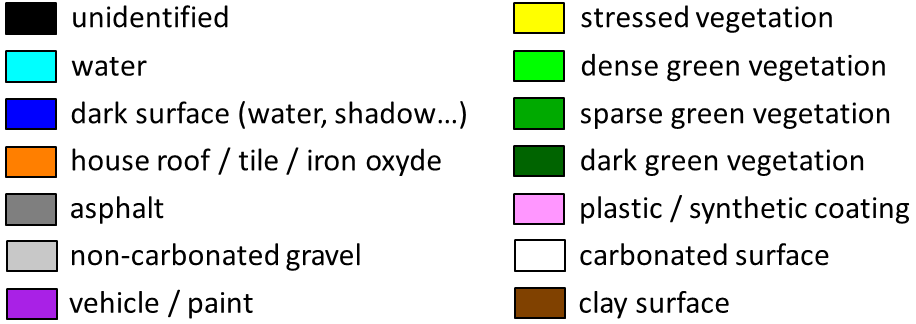 unidentified
water
dark surface (water, shadow...)
house roof / tile / iron oxyde
asphalt
non-carbonated gravel
vehicle / paint
stressed vegetation
dense green vegetation
sparse green vegetation
dark green vegetation
plastic / synthetic coating
carbonated surface
clay surface